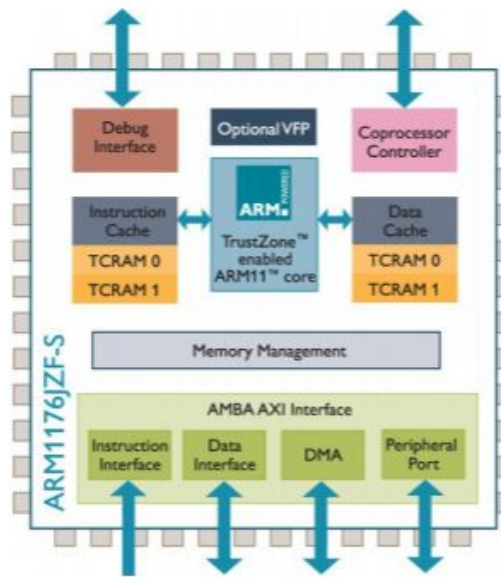 Debug
Interface
Optional VFP
Coprocessor
Controller
ARM
POWERED
TrustZone™
enabled
ARM11™ core
Instruction
Cache
TCRAM 0
TCRAM 1
Data
Cache
TCRAM 0
TCRAM 1
Memory Management
AMBA AXI Interface
Instruction
Interface
Data
Interface
DMA
Peripheral
Port
ARM1176JZF-S